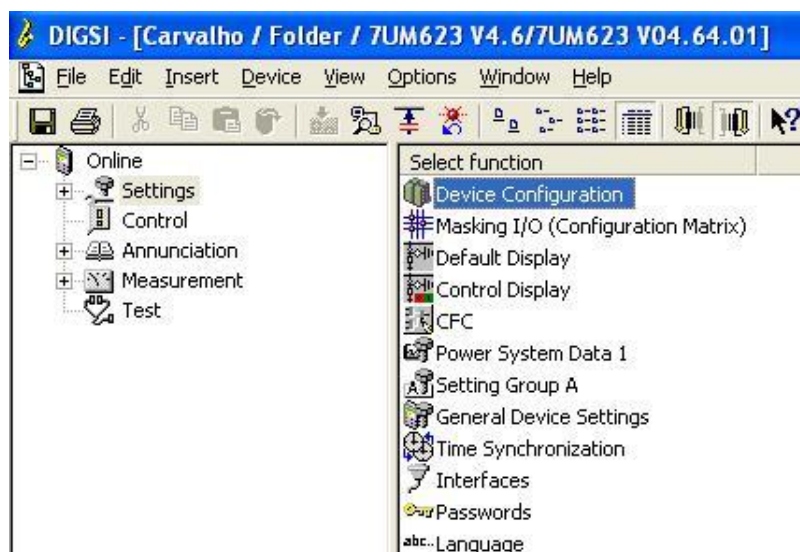 DIGSI - [Carvalho / Folder / 7UM623 V4.6/7UM623 V04.64.01]
File Edit Insert Device View Options Window Help
Online
Settings
Control
Annunciation
Measurement
Test
Select function
Device Configuration
Masking I/O (Configuration Matrix)
Default Display
Control Display
CFC
Power System Data 1
A Setting Group A
General Device Settings
Time Synchronization
Interfaces
Passwords
abc.. Language